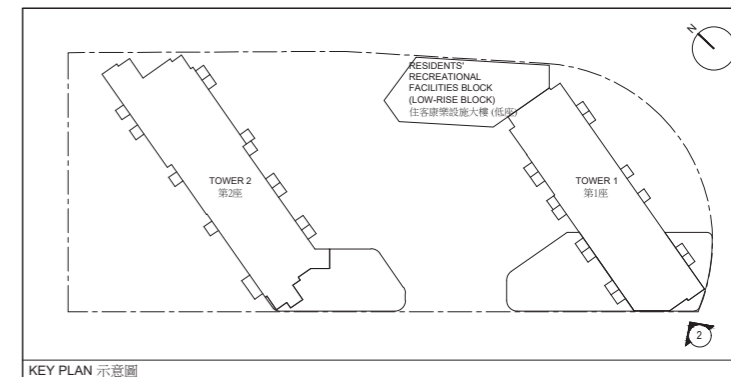 N
RESIDENTS'
RECREATIONAL
FACILITIES BLOCK
(LOW-RISE BLOCK)
住客康樂設施大樓 (低座)
TOWER 2
第2座
TOWER 1
第1座
2
KEY PLAN 示意圖